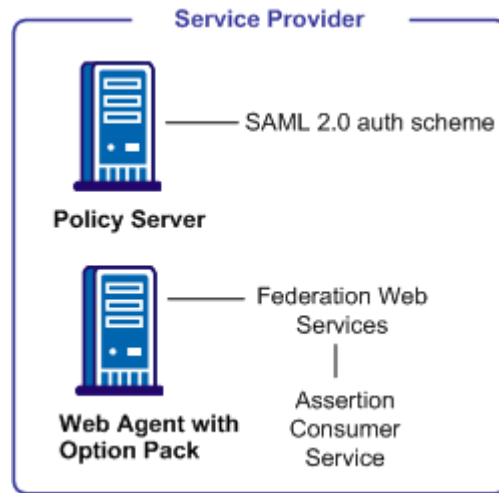 Service Provider
SAML 2.0 auth scheme
Policy Server
Federation Web
Services
Web Agent with
Option Pack
Assertion
Consumer
Service